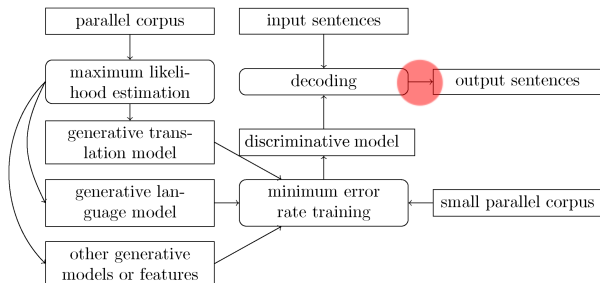 parallel corpus
input sentences
maximum likeli-
hood estimation
decoding
output sentences
generative trans-
lation model
discriminative model
generative lan-
guage model
minimum error
rate training
small parallel corpus
other generative
models or features